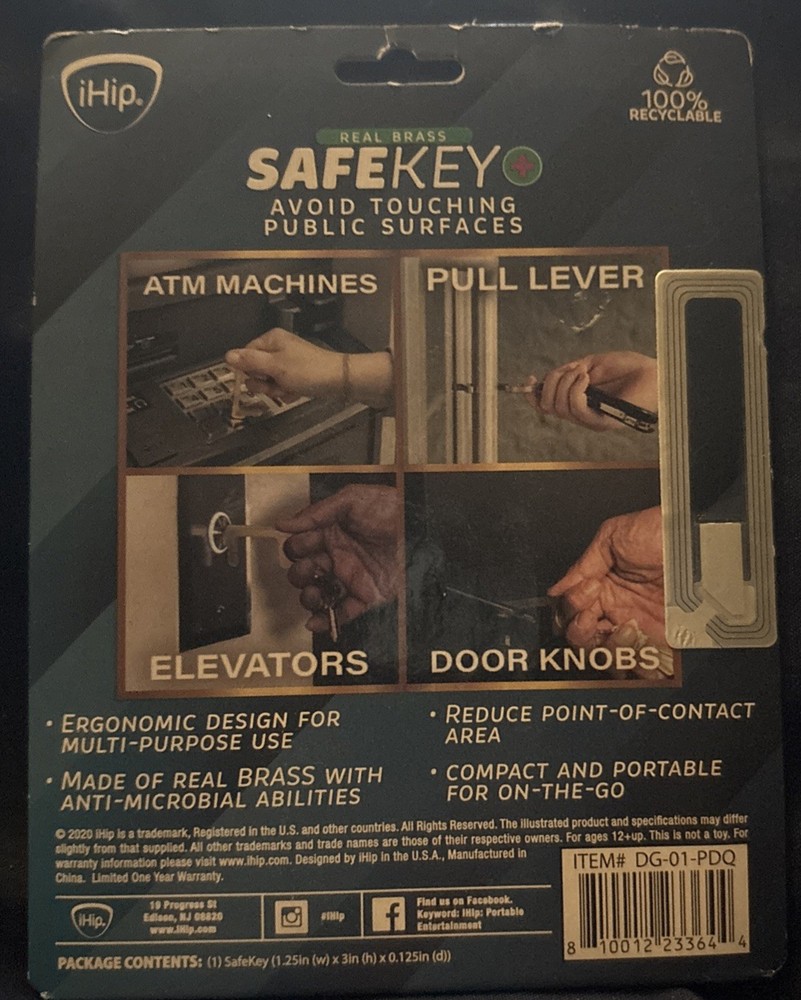 iHip.
100%
RECYCLABLE
REAL BRASS
SAFEKEY
AVOID TOUCHING
PUBLIC SURFACES
ATM MACHINES
PULL LEVER
ELEVATORS
DOOR KNOBS
• ERGONOMIC DESIGN FOR
MULTI-PURPOSE USE
• MADE OF REAL BRASS WITH
ANTI-MICROBIAL ABILITIES
• REDUCE POINT-OF-CONTACT
AREA
• COMPACT AND PORTABLE
FOR ON-THE-GO
© 2020 iHip is a trademark, Registered in the U.S. and other countries. All Rights Reserved. The illustrated product and specifications may differ
slightly from that supplied. All other trademarks and trade names are those of their respective owners. For ages 12+up. This is not a toy. For
warranty information please visit www.ihip.com. Designed by iHip in the U.S.A., Manufactured in
China. Limited One Year Warranty.
ITEM# DG-01-PDQ
8 10012 23364 4
iHip.
19 Progress St
Edison, NJ 08820
www.iHip.com
#iHip
Find us on Facebook.
Keyword: iHip: Portable
Entertainment
PACKAGE CONTENTS: (1) SafeKey (1.25in (w) x 3in (h) x 0.125in (d))